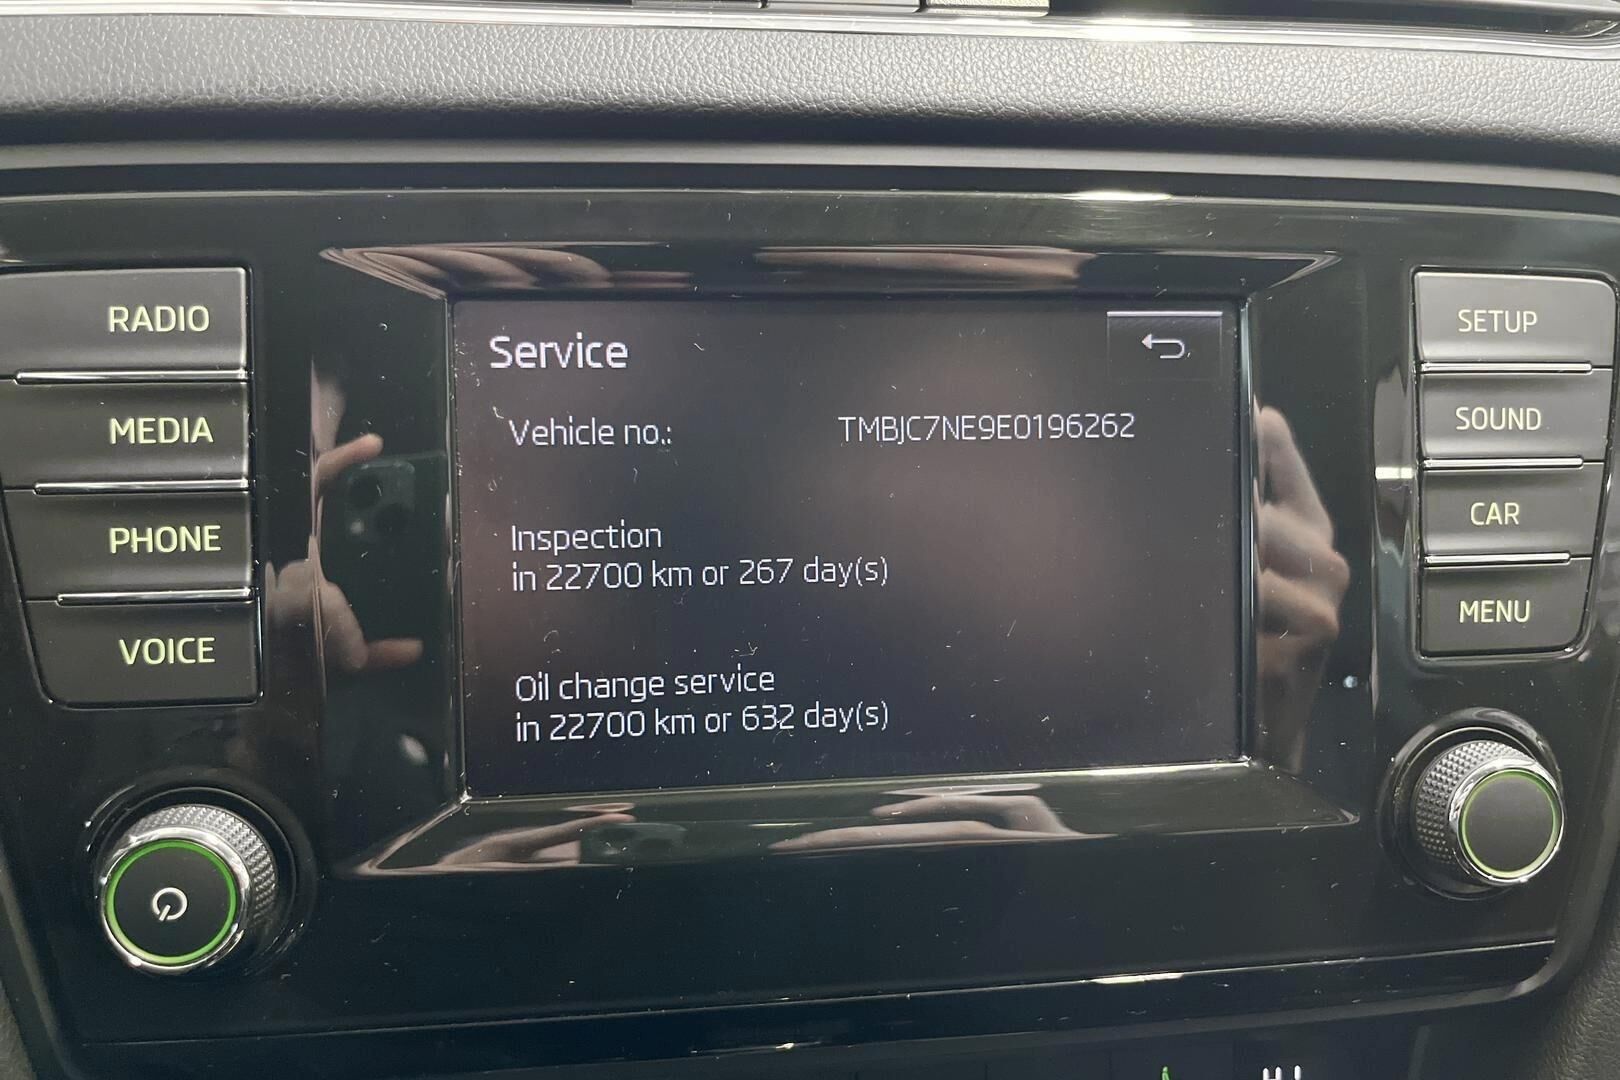 RADIO
MEDIA
PHONE
VOICE
Service
Vehicle no.: TMBJC7NE9E0196262
Inspection
in 22700 km or 267 day(s)
Oil change service
in 22700 km or 632 day(s)
SETUP
SOUND
CAR
MENU